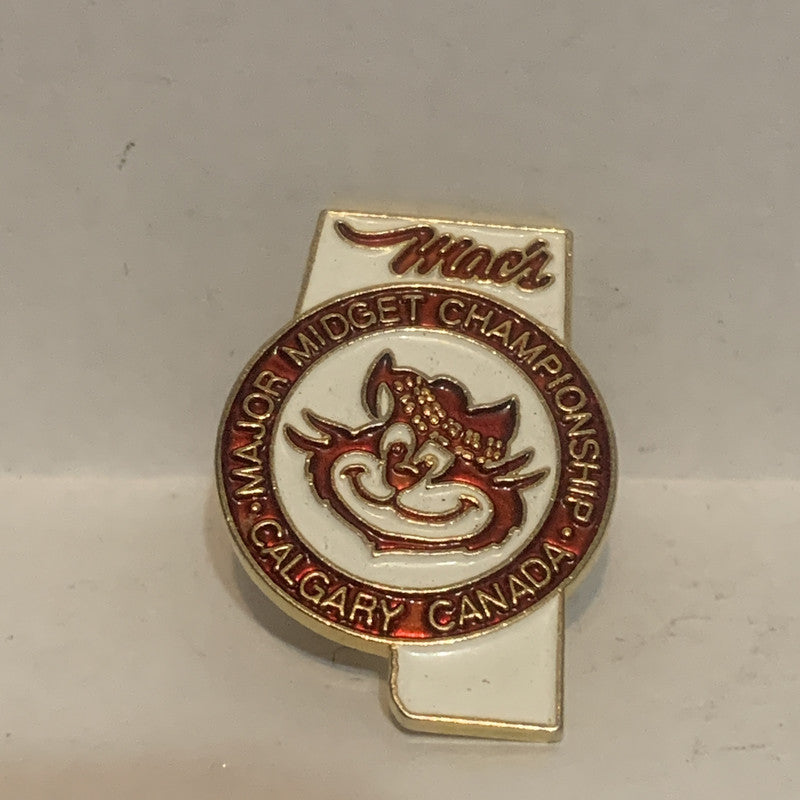 Mac's
MAJOR MIDGET CHAMPIONSHIP
• CALGARY CANADA •